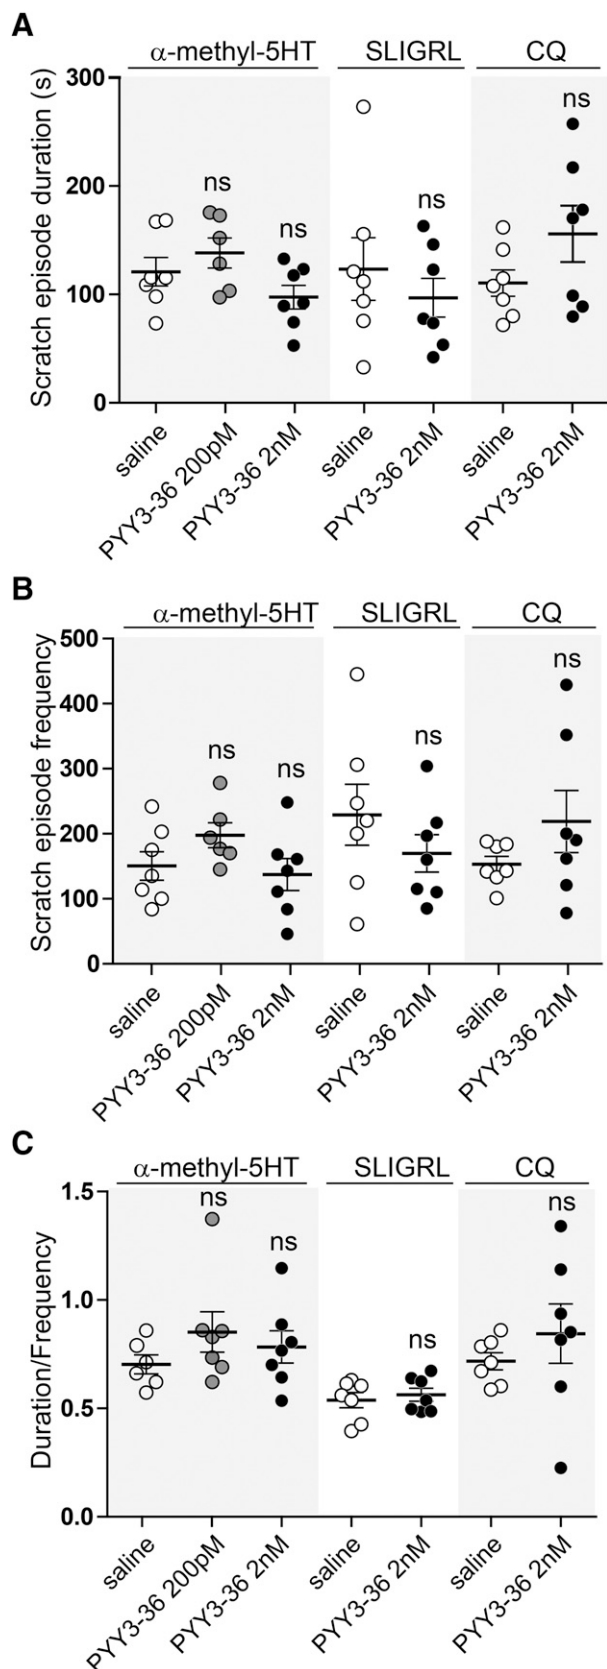 A
α-methyl-5HT SLIGRL CQ
Scratch episode duration (s)
300
200
100
0
ns
ns
ns
ns
saline
PYY3-36 200pM
PYY3-36 2nM
saline
PYY3-36 2nM
saline
PYY3-36 2nM
B
α-methyl-5HT SLIGRL CQ
Scratch episode frequency
500
400
300
200
100
0
ns
ns
ns
ns
saline
PYY3-36 200pM
PYY3-36 2nM
saline
PYY3-36 2nM
saline
PYY3-36 2nM
C
α-methyl-5HT SLIGRL CQ
Duration/Frequency
1.5
1.0
0.5
0.0
ns
ns
ns
ns
saline
PYY3-36 200pM
PYY3-36 2nM
saline
PYY3-36 2nM
saline
PYY3-36 2nM